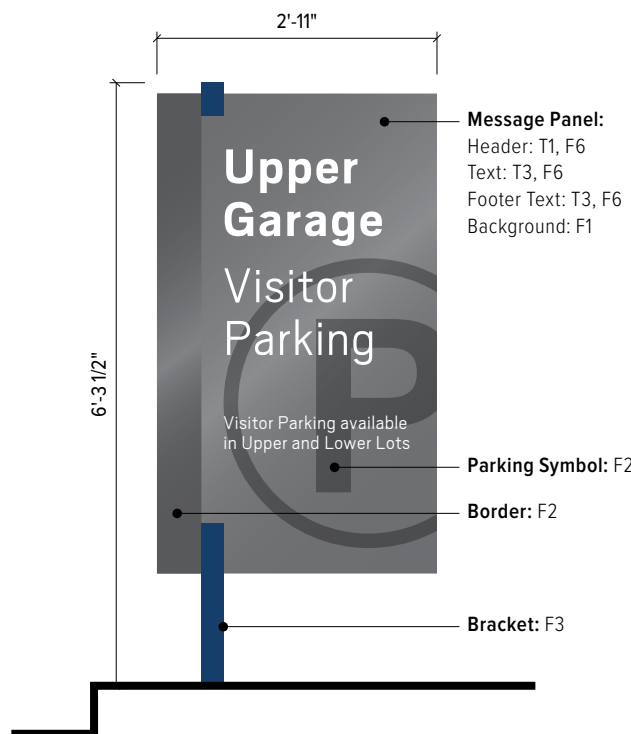 2'-11"
6'-3 1/2"
Upper
Garage
Visitor
Parking
Visitor Parking available
in Upper and Lower Lots
P
Message Panel:
Header: T1, F6
Text: T3, F6
Footer Text: T3, F6
Background: F1
Parking Symbol: F2
Border: F2
Bracket: F3